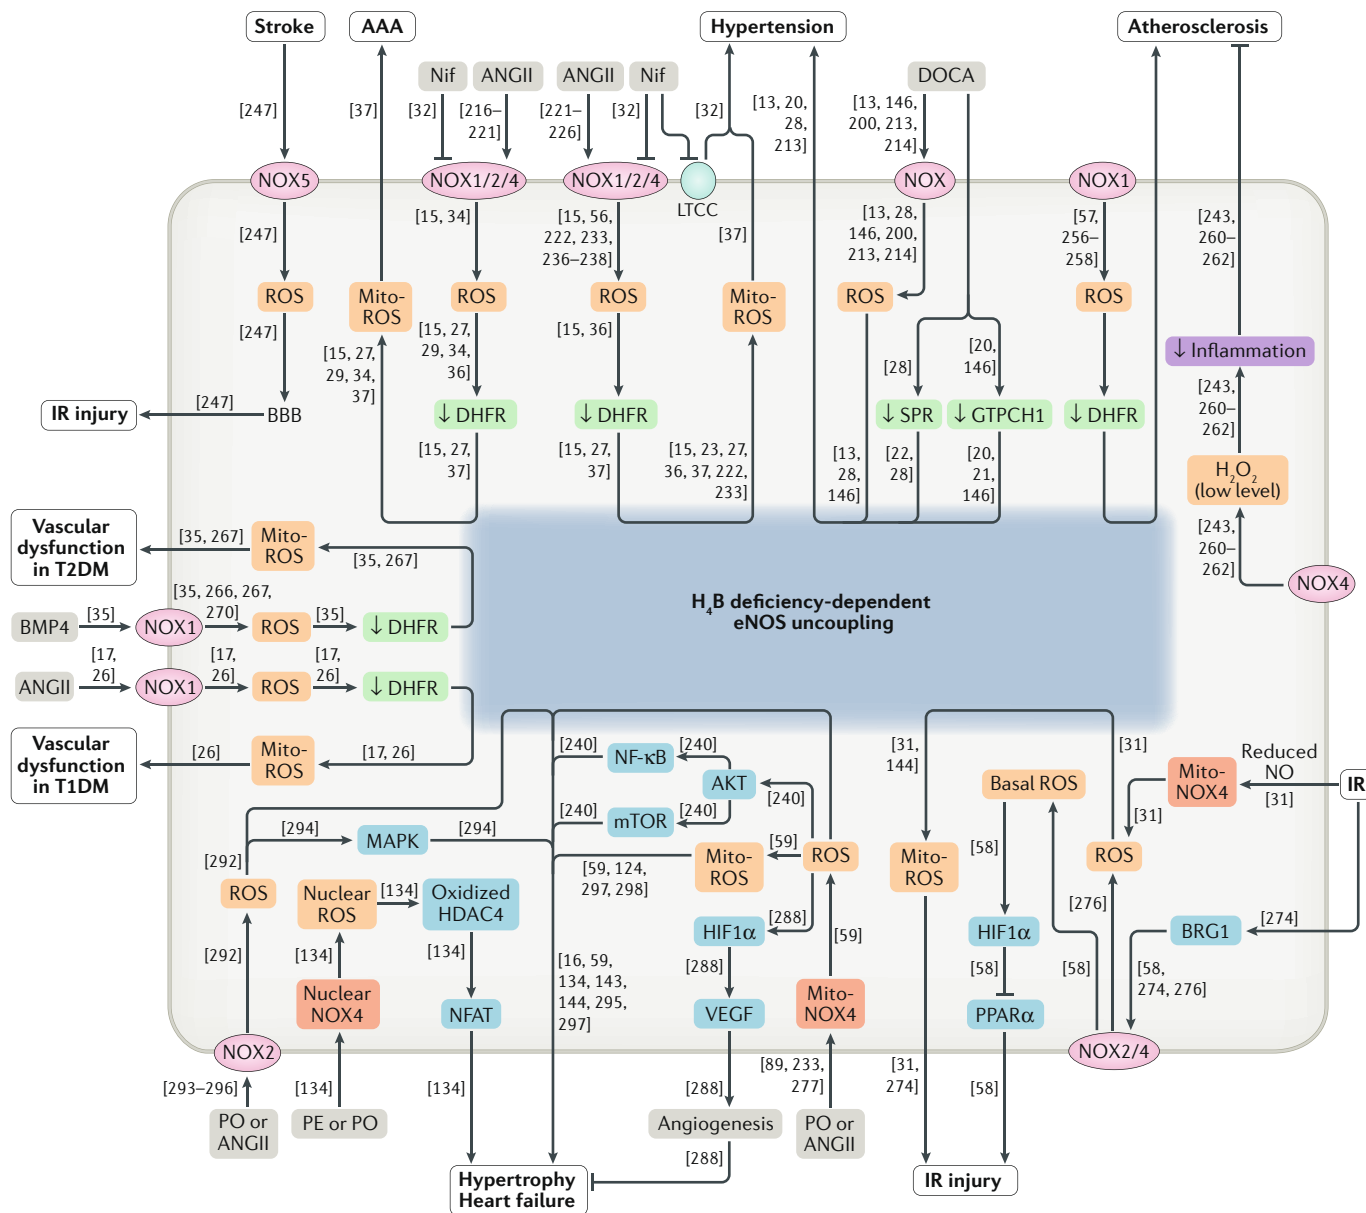 Stroke
AAA
Hypertension
Atherosclerosis
Nif
ANGII
ANGII
Nif
DOCA
[247]
[37]
[32]
[216–
221]
[221–
226]
[32]
[32]
[13, 20,
28,
213]
[13, 146,
200, 213,
214]
NOX5
NOX1/2/4
NOX1/2/4
LTCC
NOX
NOX1
[247]
[15, 34]
[15, 56,
222, 233,
236–238]
[37]
[13, 28,
146, 200,
213, 214]
[57,
256–
258]
[243,
260–
262]
ROS
Mito-
ROS
ROS
ROS
Mito-
ROS
ROS
ROS
[247]
[15, 27,
29, 34,
37]
[15, 27,
29, 34,
36]
[15, 36]
[28]
[20,
146]
↓ Inflammation
IR injury
[247]
BBB
↓ DHFR
↓ DHFR
↓ SPR
↓ GTPCH1
↓ DHFR
[243,
260–
262]
[15, 27,
37]
[15, 27,
37]
[15, 23, 27,
36, 37, 222,
233]
[13,
28,
146]
[22,
28]
[20,
21,
146]
H₂O₂
(low level)
[243,
260–
262]
NOX4
Vascular
dysfunction
in T2DM
[35, 267]
Mito-
ROS
[35, 267]
H₄B deficiency-dependent
eNOS uncoupling
BMP4
[35]
NOX1
[35, 266, 267,
270]
ROS
[35]
↓ DHFR
ANGII
[17,
26]
NOX1
[17,
26]
ROS
[17,
26]
↓ DHFR
Vascular
dysfunction
in T1DM
[26]
Mito-
ROS
[17, 26]
[240]
NF-κB
[240]
AKT
[240]
[240]
mTOR
[240]
[31,
144]
Basal ROS
[31]
Mito-
NOX4
Reduced
NO
[31]
IR
[31]
[292]
[294]
MAPK
[294]
[59]
ROS
Mito-
ROS
[59, 124,
297, 298]
Mito-
ROS
[58]
ROS
ROS
Nuclear
ROS
[134]
Oxidized
HDAC4
HIF1α
[288]
[59]
HIF1α
[276]
BRG1
[274]
[292]
[134]
[134]
[16, 59,
134, 143,
144, 295,
297]
[288]
[58]
[58]
[58,
274, 276]
Nuclear
NOX4
NFAT
VEGF
Mito-
NOX4
PPARα
NOX2
NOX2/4
[293–296]
[134]
[134]
[288]
[89, 233,
277]
[31,
274]
[58]
PO or
ANGII
PE or PO
Angiogenesis
PO or
ANGII
[288]
Hypertrophy
Heart failure
IR injury